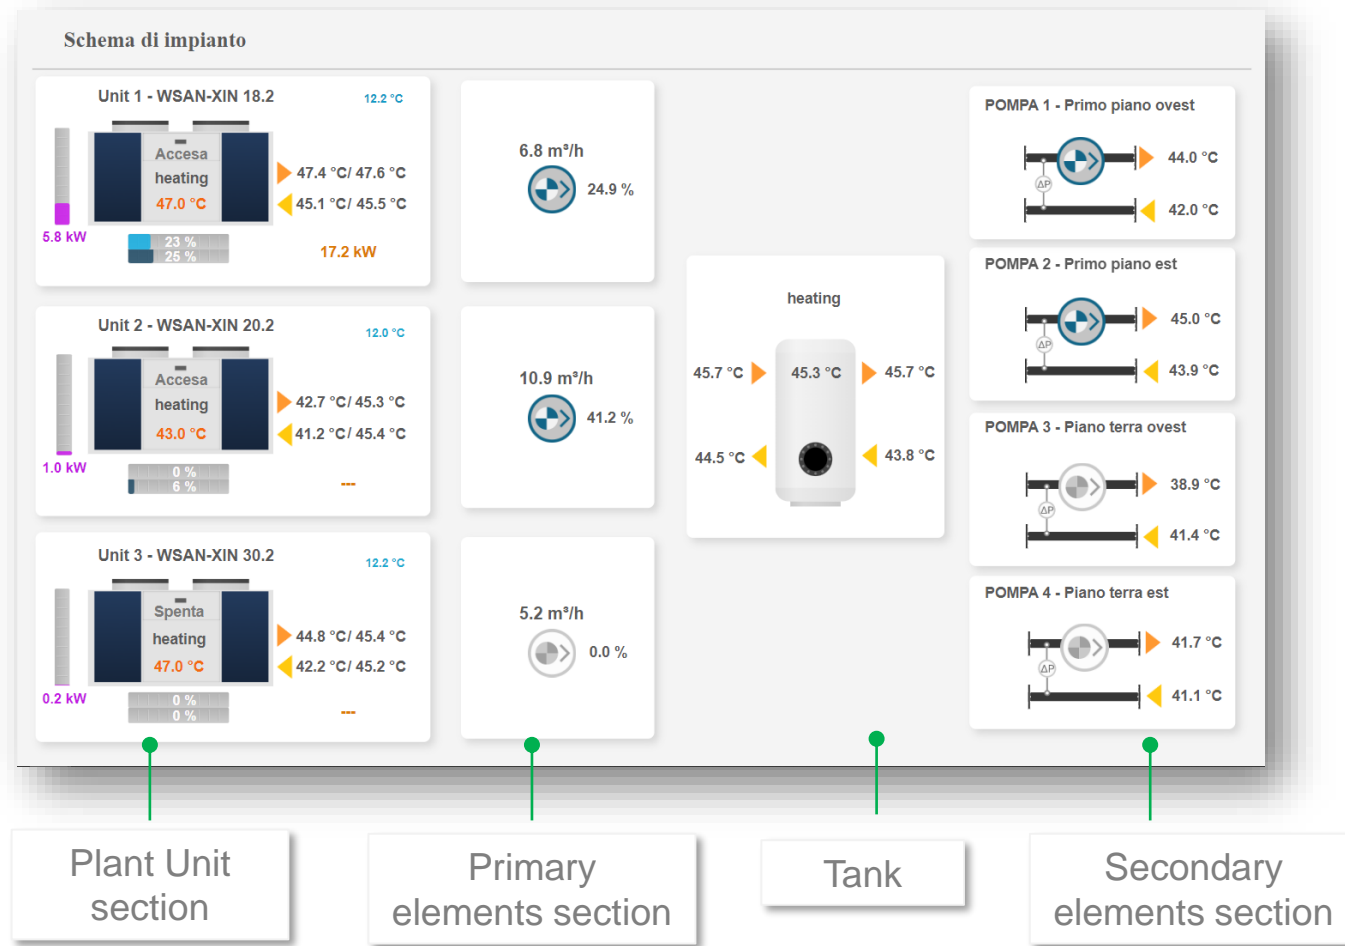 Schema di impianto
Unit 1 - WSAN-XIN 18.2
12.2 °C
Accesa
heating
47.0 °C
47.4 °C/ 47.6 °C
45.1 °C/ 45.5 °C
5.8 kW
23 %
25 %
17.2 kW
Unit 2 - WSAN-XIN 20.2
12.0 °C
Accesa
heating
43.0 °C
42.7 °C/ 45.3 °C
41.2 °C/ 45.4 °C
1.0 kW
0 %
6 %
---
Unit 3 - WSAN-XIN 30.2
12.2 °C
Spenta
heating
47.0 °C
44.8 °C/ 45.4 °C
42.2 °C/ 45.2 °C
0.2 kW
0 %
0 %
---
6.8 m³/h
24.9 %
10.9 m³/h
41.2 %
5.2 m³/h
0.0 %
heating
45.7 °C
45.3 °C
45.7 °C
44.5 °C
43.8 °C
POMPA 1 - Primo piano ovest
44.0 °C
ΔP
42.0 °C
POMPA 2 - Primo piano est
45.0 °C
ΔP
43.9 °C
POMPA 3 - Piano terra ovest
38.9 °C
ΔP
41.4 °C
POMPA 4 - Piano terra est
41.7 °C
ΔP
41.1 °C
Plant Unit
section
Primary
elements section
Tank
Secondary
elements section